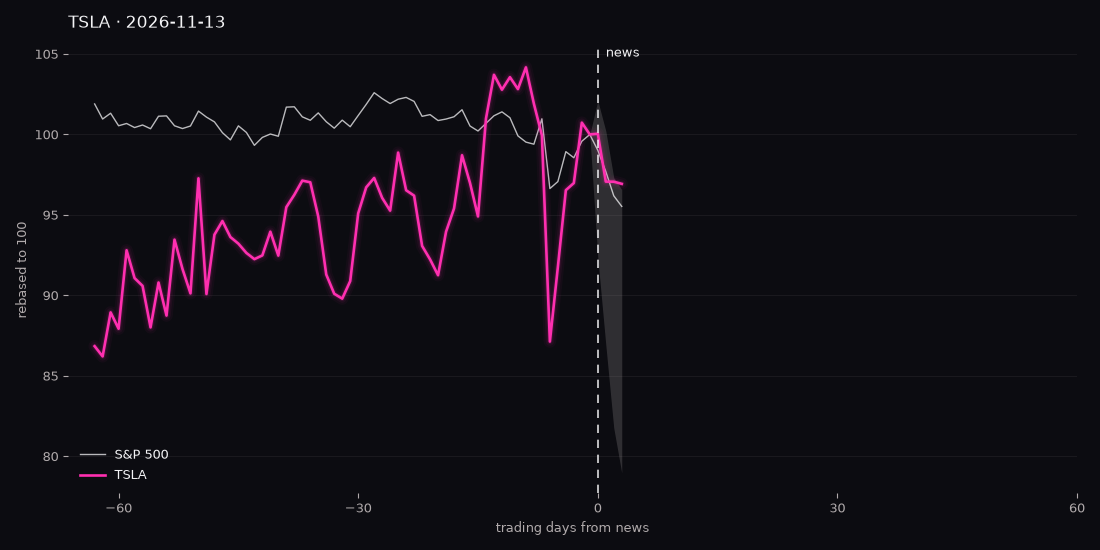 TSLA · 2026-11-13
news
105
100
95
90
85
80
rebased to 100
S&P 500
TSLA
−60
−30
0
30
60
trading days from news